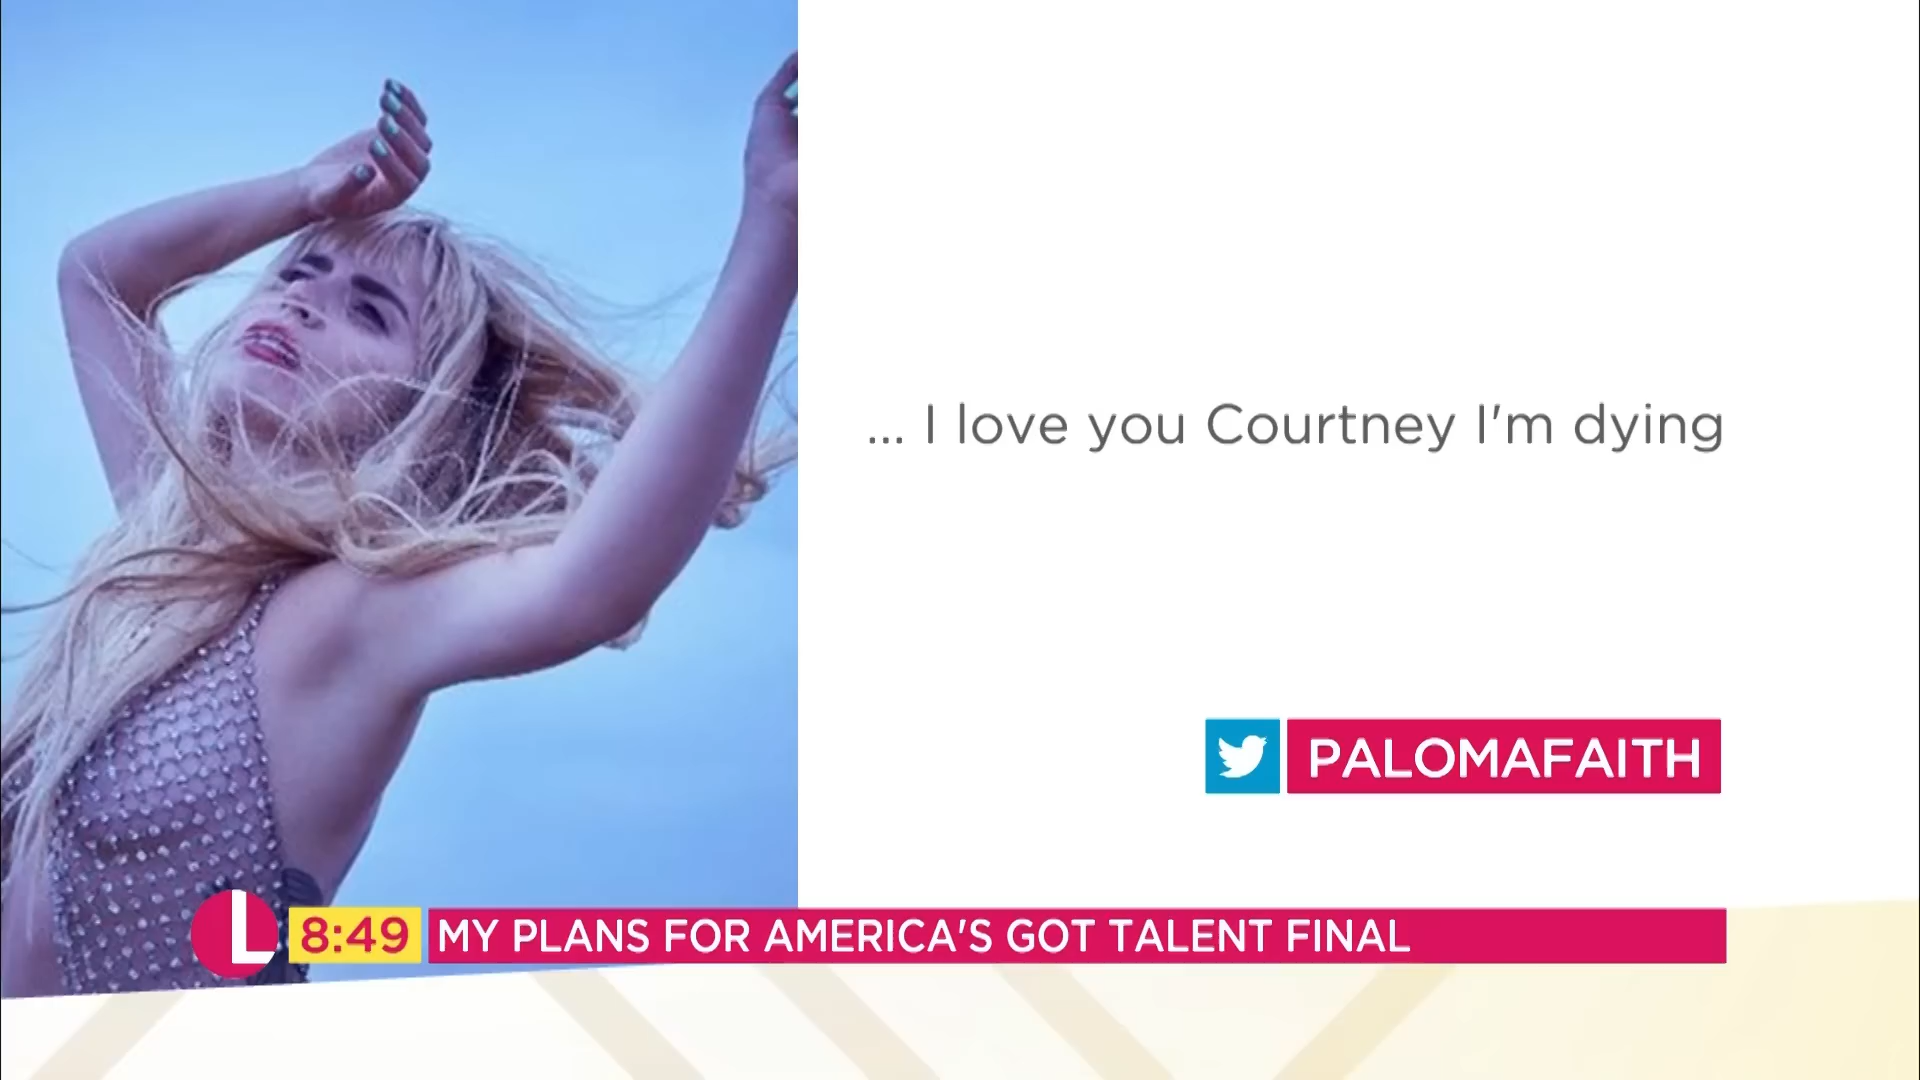 ... I love you Courtney I'm dying
PALOMAFAITH
L 8:49 MY PLANS FOR AMERICA'S GOT TALENT FINAL